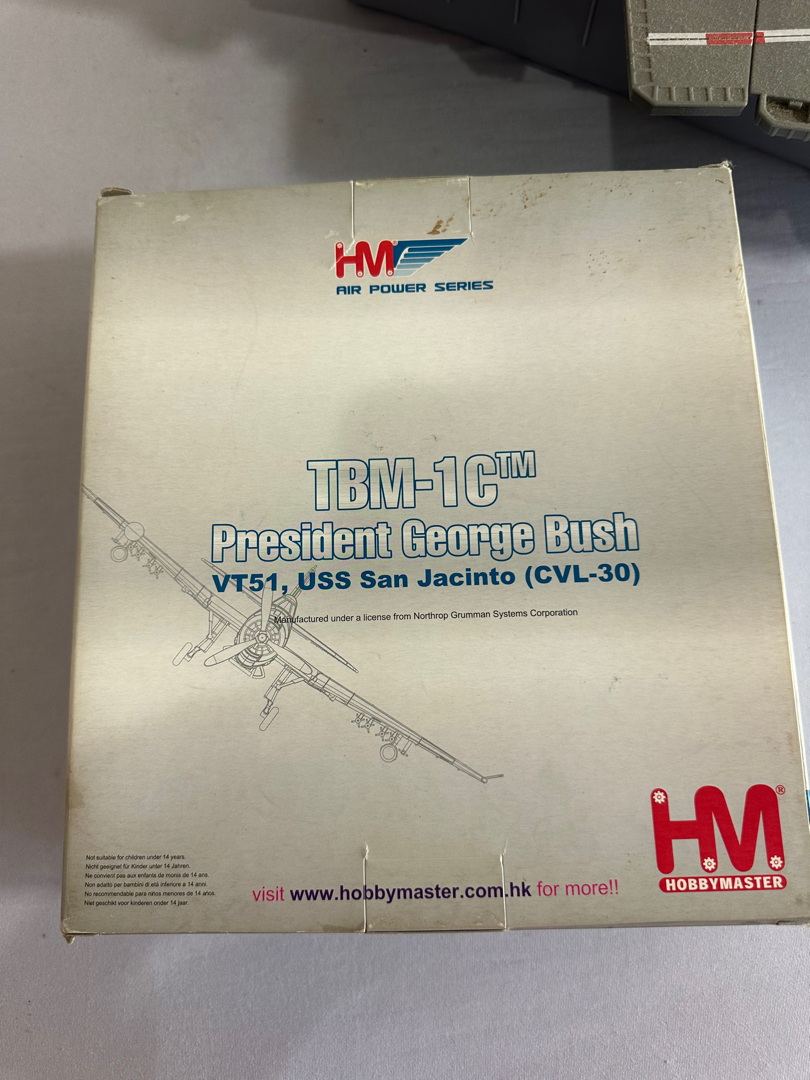 HM
AIR POWER SERIES
TBM-1C™
President George Bush
VT51, USS San Jacinto (CVL-30)
Manufactured under a license from Northrop Grumman Systems Corporation
Not suitable for children under 14 years.
Nicht geeignet für Kinder unter 14 Jahren.
Ne convient pas aux enfants de monis de 14 ans.
Non adatto per bambini di età inferiore a 14 anni.
No recommendable para niños menores de 14 años.
Niet geschikt voor kinderen onder 14 jaar.
visit www.hobbymaster.com.hk for more!!
HM®
HOBBYMASTER